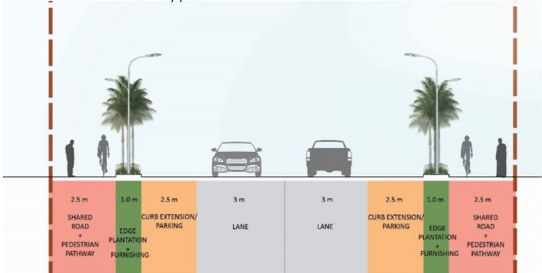 2.5 m
SHARED
ROAD
+
PEDESTRIAN
PATHWAY
1.0 m
EDGE
PLANTATION
+
FURNISHING
2.5 m
CURB EXTENSION/
PARKING
3 m
LANE
3 m
LANE
2.5 m
CURB EXTENSION/
PARKING
1.0 m
EDGE
PLANTATION
+
FURNISHING
2.5 m
SHARED
ROAD
+
PEDESTRIAN
PATHWAY